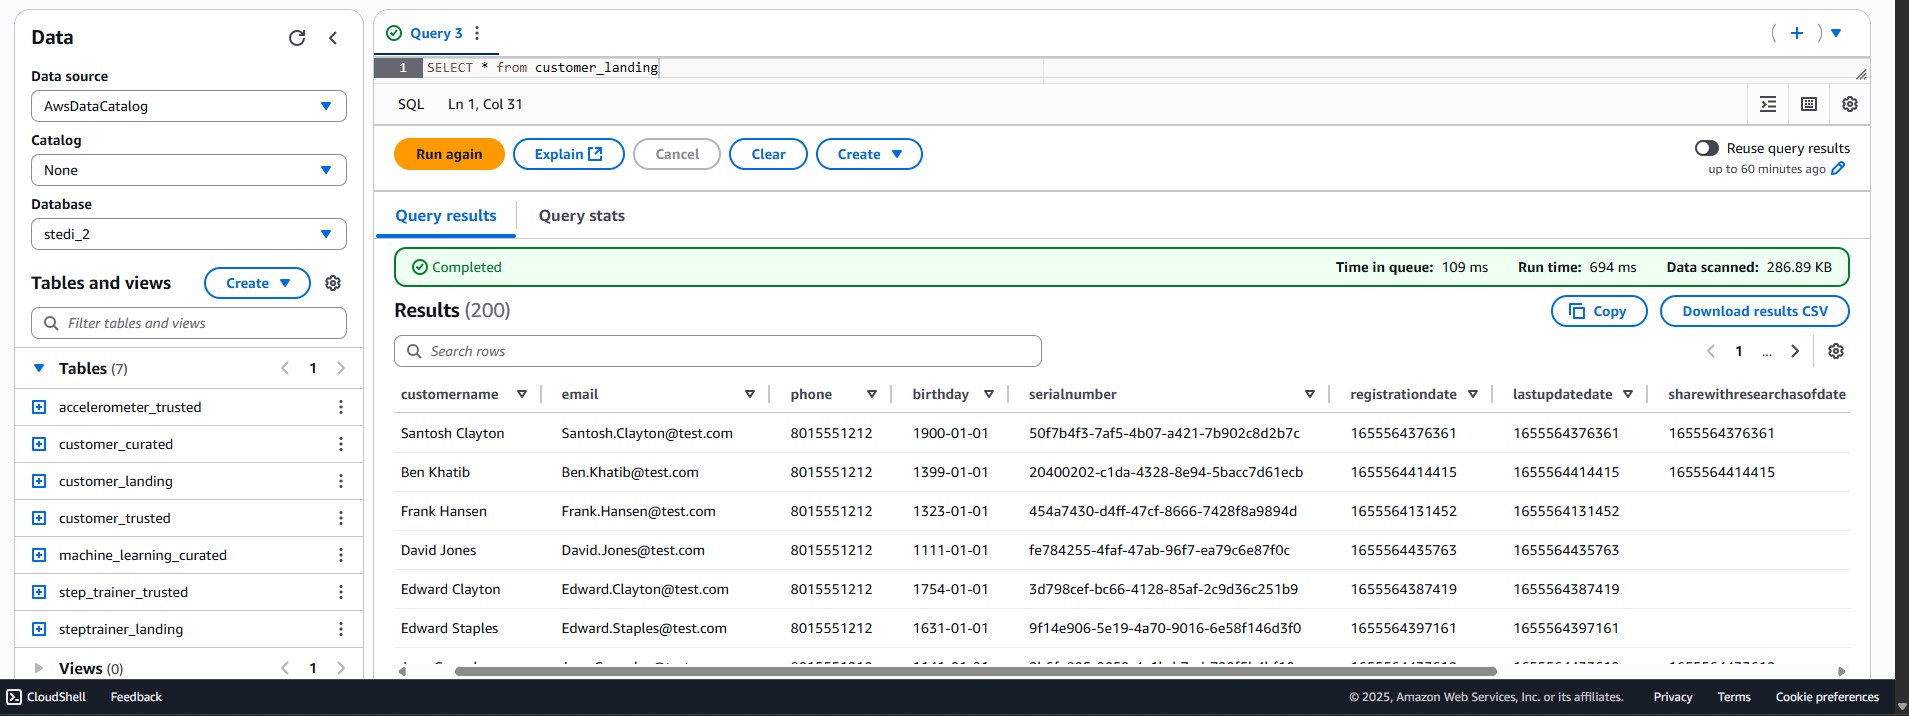 Data
Data source
AwsDataCatalog
Catalog
None
Database
stedi_2
Tables and views
Create
Filter tables and views
Tables (7)
1
accelerometer_trusted
customer_curated
customer_landing
customer_trusted
machine_learning_curated
step_trainer_trusted
steptrainer_landing
Views (0)
1
Query 3
1 SELECT * from customer_landing
SQL Ln 1, Col 31
Run again Explain Cancel Clear Create
Reuse query results
up to 60 minutes ago
Query results Query stats
Completed Time in queue: 109 ms Run time: 694 ms Data scanned: 286.89 KB
Results (200)
Copy Download results CSV
Search rows
1 ...
customername email phone birthday serialnumber registrationdate lastupdatedate sharewithresearchasofdate
Santosh Clayton Santosh.Clayton@test.com 8015551212 1900-01-01 50f7b4f3-7af5-4b07-a421-7b902c8d2b7c 1655564376361 1655564376361 1655564376361
Ben Khatib Ben.Khatib@test.com 8015551212 1399-01-01 20400202-c1da-4328-8e94-5bacc7d61ecb 1655564414415 1655564414415 1655564414415
Frank Hansen Frank.Hansen@test.com 8015551212 1323-01-01 454a7430-d4ff-47cf-8666-7428f8a9894d 1655564131452 1655564131452
David Jones David.Jones@test.com 8015551212 1111-01-01 fe784255-4faf-47ab-96f7-ea79c6e87f0c 1655564435763 1655564435763
Edward Clayton Edward.Clayton@test.com 8015551212 1754-01-01 3d798cef-bc66-4128-85af-2c9d36c251b9 1655564387419 1655564387419
Edward Staples Edward.Staples@test.com 8015551212 1631-01-01 9f14e906-5e19-4a70-9016-6e58f146d3f0 1655564397161 1655564397161
CloudShell Feedback © 2025, Amazon Web Services, Inc. or its affiliates. Privacy Terms Cookie preferences